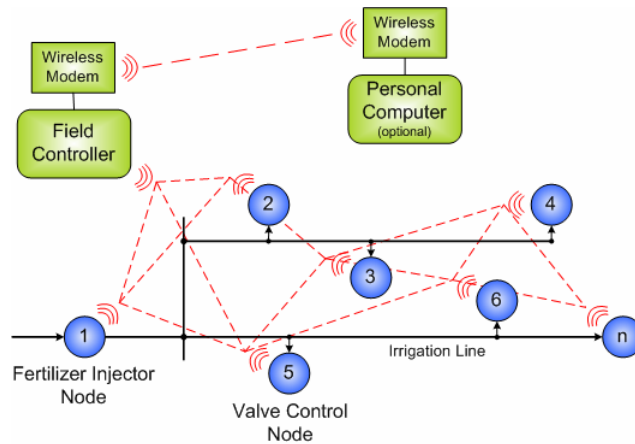 Wireless
Modem
Wireless
Modem
Field
Controller
Personal
Computer
(optional)
2
4
3
6
1
n
5
Irrigation Line
Fertilizer Injector
Node
Valve Control
Node